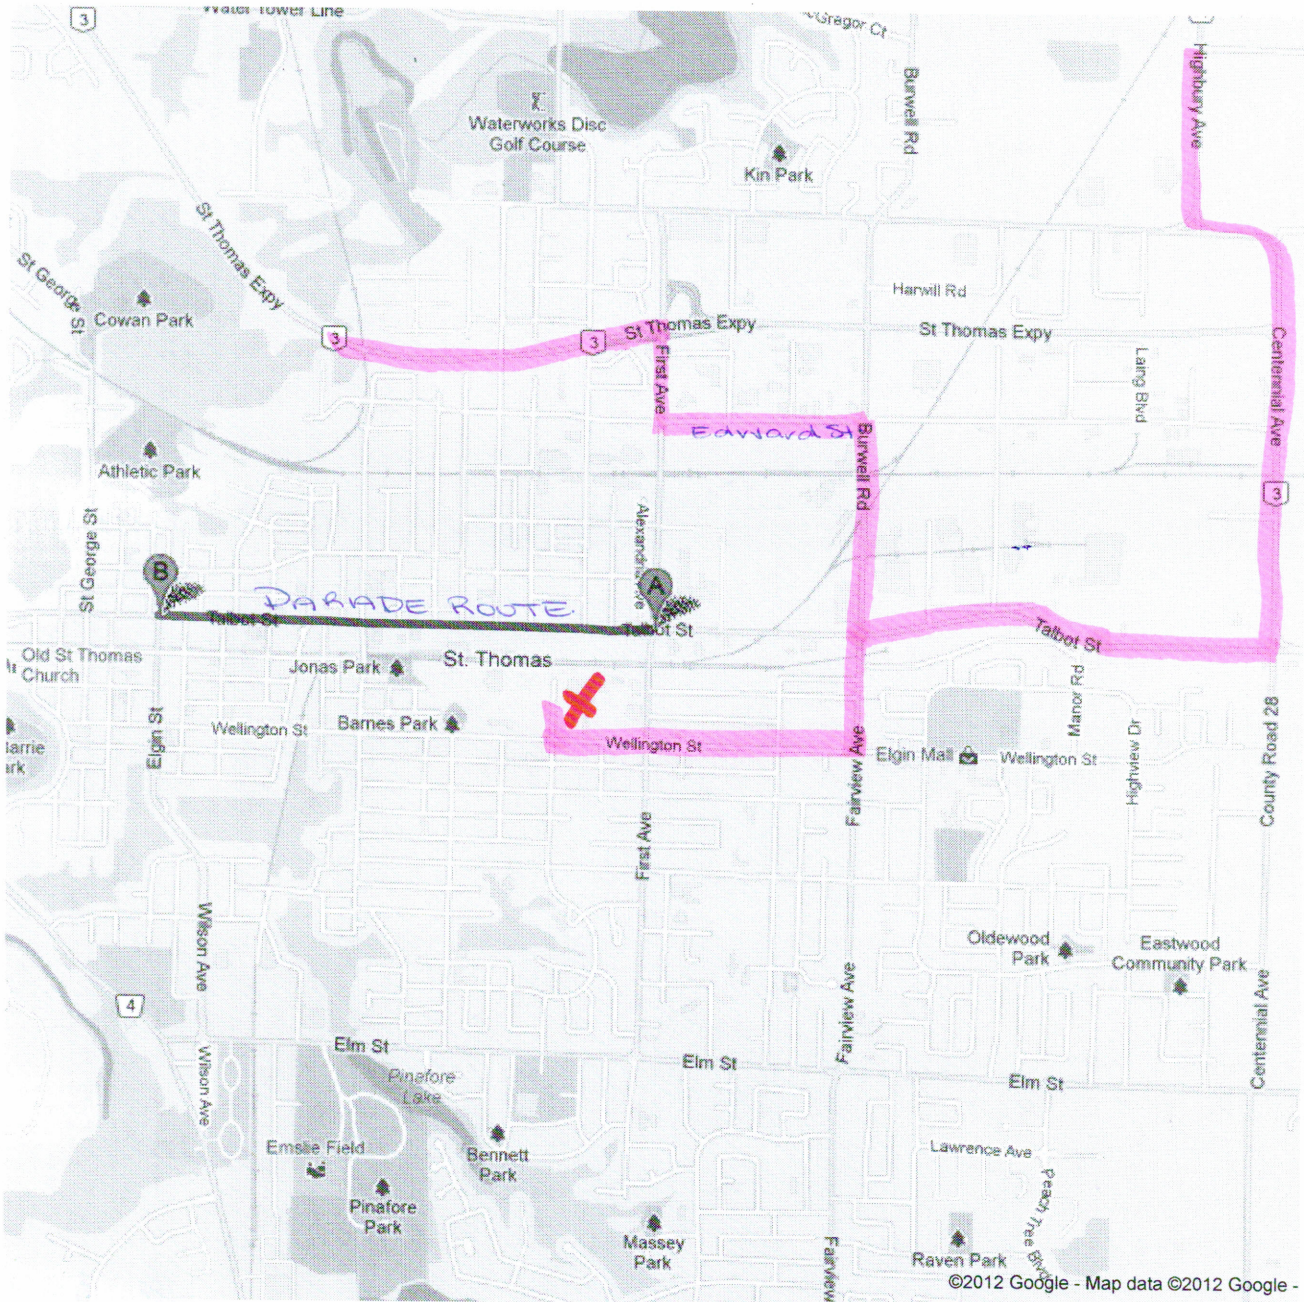 3
Water Tower Line
Gregor Ct
Burwell Rd
Highbury Ave
Waterworks Disc
Golf Course
Kin Park
St Thomas Expy
St George St
Cowan Park
3
3
St Thomas Expy
First Ave
Harwill Rd
St Thomas Expy
Laing Blvd
Centennial Ave
Edward St
Burwell Rd
Athletic Park
3
St George St
Alexandria Ave
B
A
PARADE ROUTE
Talbot St
Talbot St
Talbot St
Old St Thomas
Church
Jonas Park
St. Thomas
Manor Rd
Elgin St
Wellington St
Barnes Park
Wellington St
Fairview Ave
Elgin Mall
Wellington St
Highview Dr
County Road 28
First Ave
Wilson Ave
Oldewood
Park
Eastwood
Community Park
4
Fairview Ave
Centennial Ave
Wilson Ave
Elm St
Elm St
Elm St
Pinafore
Lake
Emslie Field
Bennett
Park
Lawrence Ave
Pinafore
Park
Peach Tree Blvd
Massey
Park
Fairview
Raven Park
©2012 Google - Map data ©2012 Google -